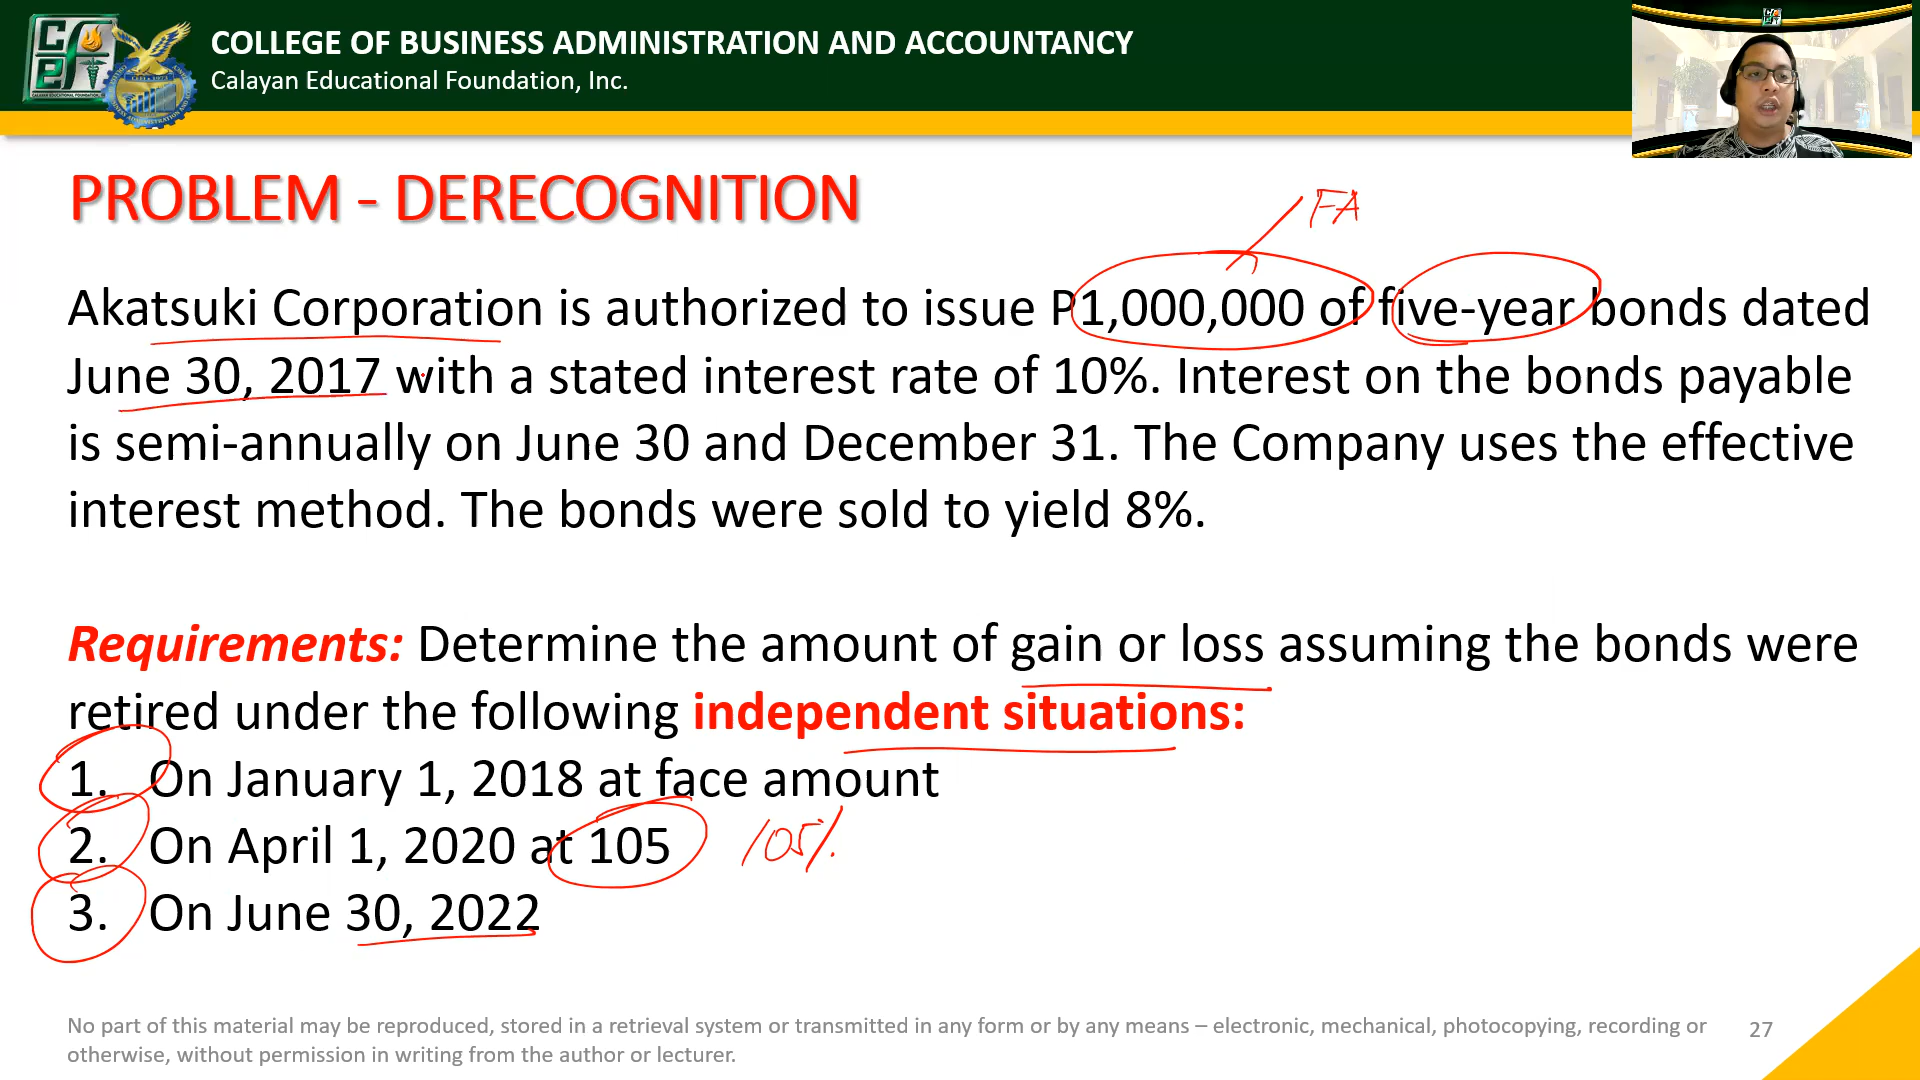 COLLEGE OF BUSINESS ADMINISTRATION AND ACCOUNTANCY
Calayan Educational Foundation, Inc.
PROBLEM - DERECOGNITION
FA
Akatsuki Corporation is authorized to issue P1,000,000 of five-year bonds dated
June 30, 2017 with a stated interest rate of 10%. Interest on the bonds payable
is semi-annually on June 30 and December 31. The Company uses the effective
interest method. The bonds were sold to yield 8%.
Requirements: Determine the amount of gain or loss assuming the bonds were
retired under the following independent situations:
1. On January 1, 2018 at face amount
2. On April 1, 2020 at 105 105%
3. On June 30, 2022
No part of this material may be reproduced, stored in a retrieval system or transmitted in any form or by any means – electronic, mechanical, photocopying, recording or
otherwise, without permission in writing from the author or lecturer.
27